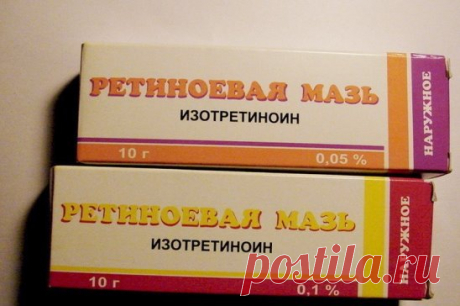 РЕТИНОЕВАЯ МАЗЬ
ИЗОТРЕТИНОИН
10 г 0,05 %
НАРУЖНОЕ
РЕТИНОЕВАЯ МАЗЬ
ИЗОТРЕТИНОИН
10 г 0,1 %
НАРУЖНОЕ
postila.ru